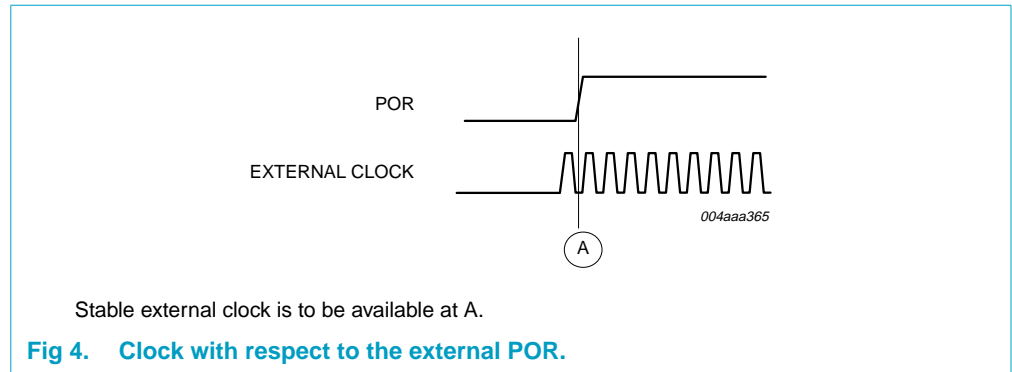 POR
EXTERNAL CLOCK
004aaa365
A
Stable external clock is to be available at A.
Fig 4. Clock with respect to the external POR.